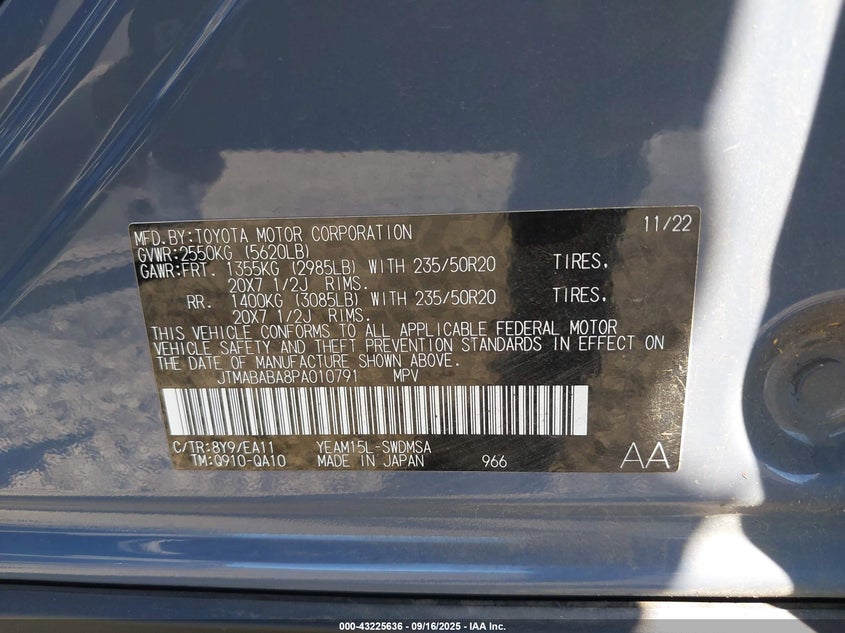 MFD.BY:TOYOTA MOTOR CORPORATION 11/22
GVWR:2550KG (5620LB)
GAWR:FRT. 1355KG (2985LB) WITH 235/50R20 TIRES,
20X7 1/2J RIMS.
RR. 1400KG (3085LB) WITH 235/50R20 TIRES,
20X7 1/2J RIMS.
THIS VEHICLE CONFORMS TO ALL APPLICABLE FEDERAL MOTOR
VEHICLE SAFETY AND THEFT PREVENTION STANDARDS IN EFFECT ON
THE DATE OF MANUFACTURE SHOWN ABOVE.
JTMABABA8PA010791 MPV
C/TR:8Y9/EA11 YEAM15L-SWDMSA
TM:Q910-QA10 MADE IN JAPAN 966 AA
000-43225636 - 09/16/2025 - IAA Inc.